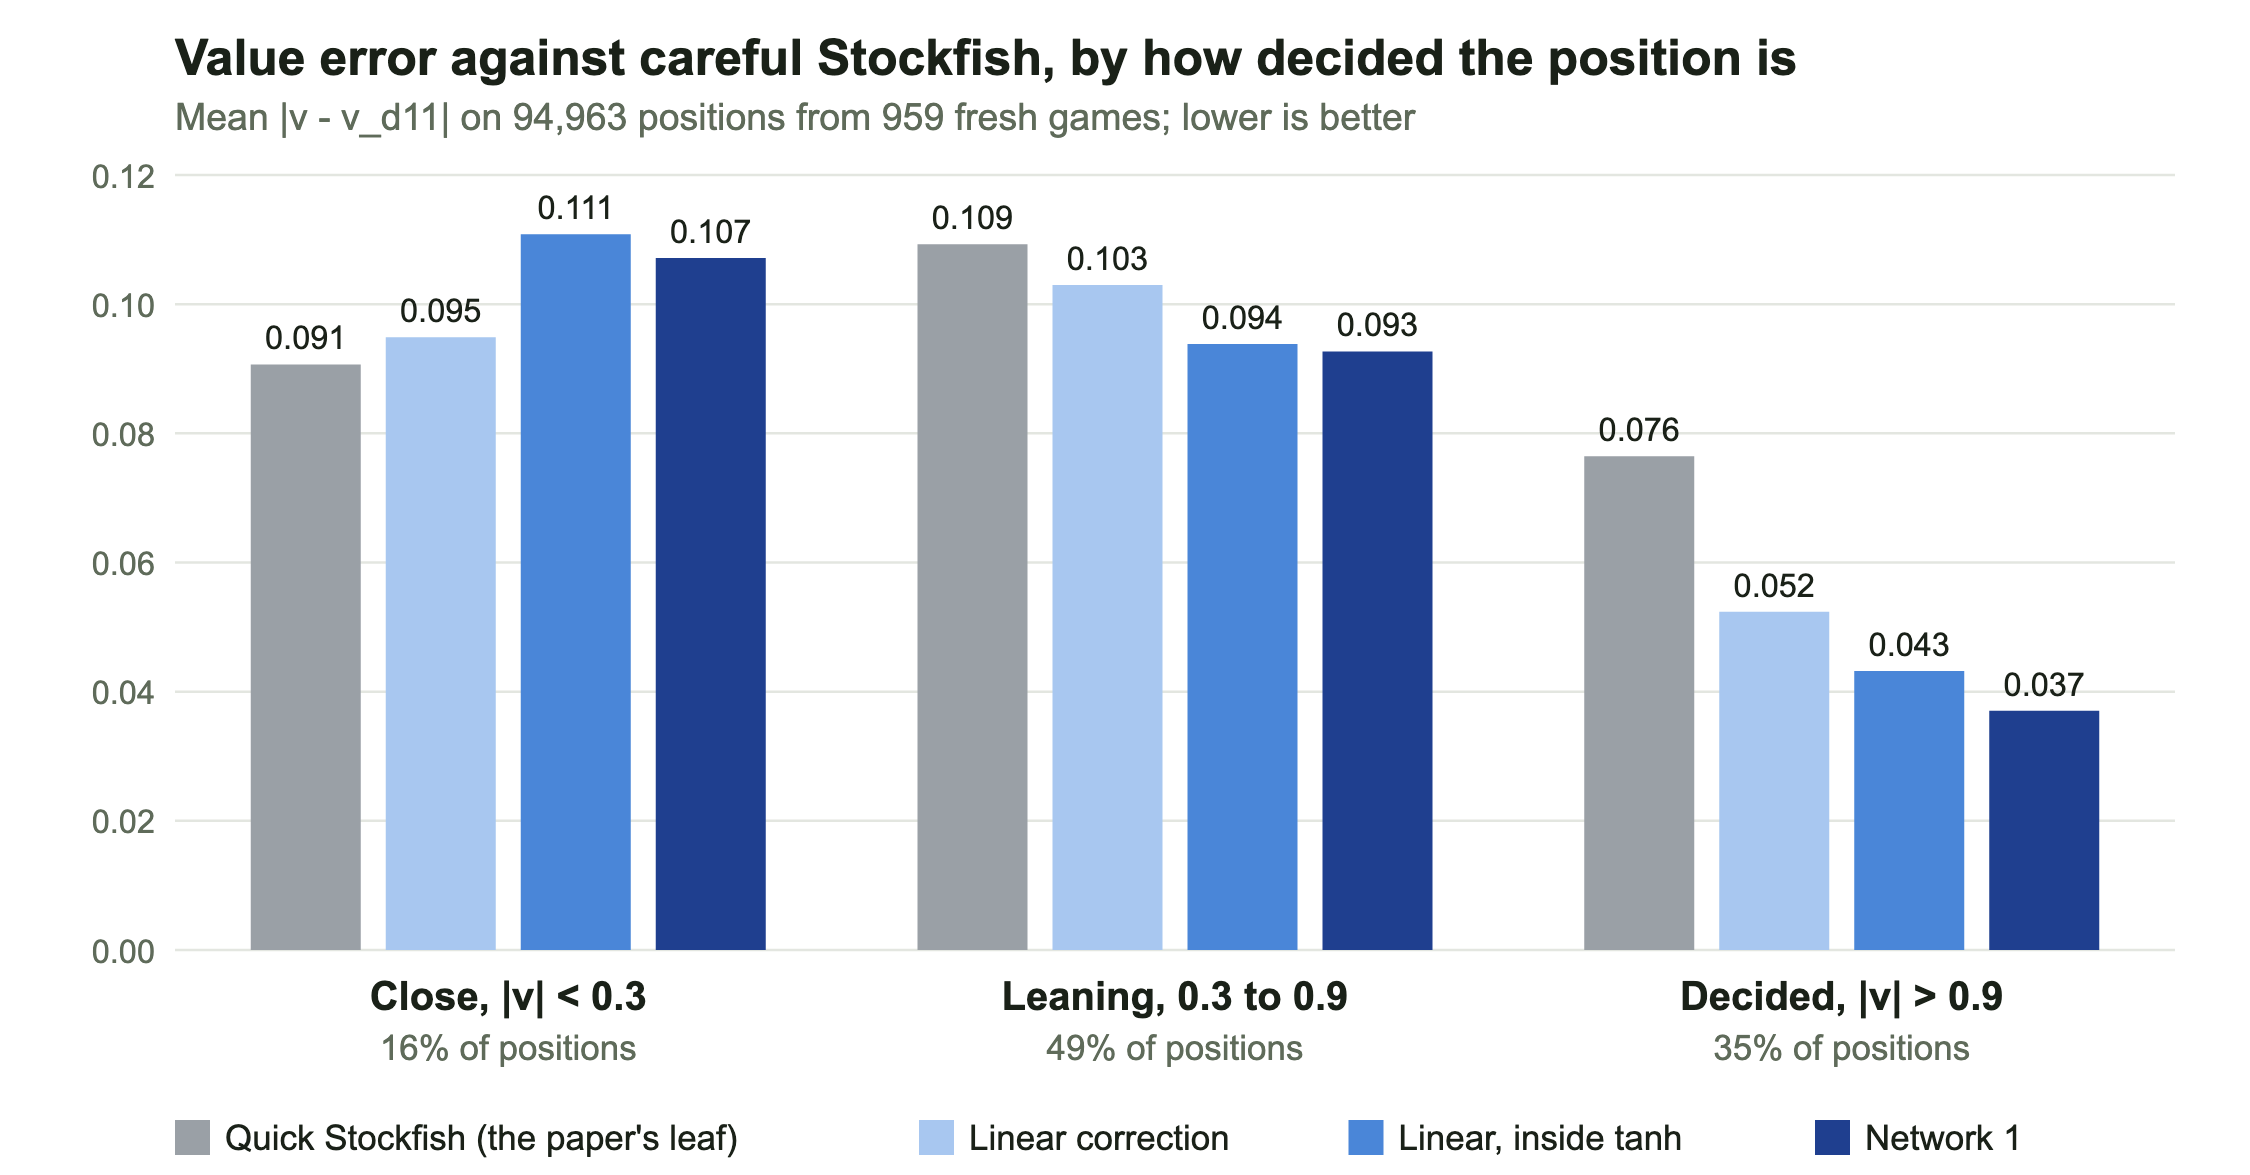 Value error against careful Stockfish, by how decided the position is
Mean |v - v_d11| on 94,963 positions from 959 fresh games; lower is better
0.12
0.10
0.08
0.06
0.04
0.02
0.00
0.091
0.095
0.111
0.107
0.109
0.103
0.094
0.093
0.076
0.052
0.043
0.037
Close, |v| < 0.3
16% of positions
Leaning, 0.3 to 0.9
49% of positions
Decided, |v| > 0.9
35% of positions
Quick Stockfish (the paper's leaf)
Linear correction
Linear, inside tanh
Network 1